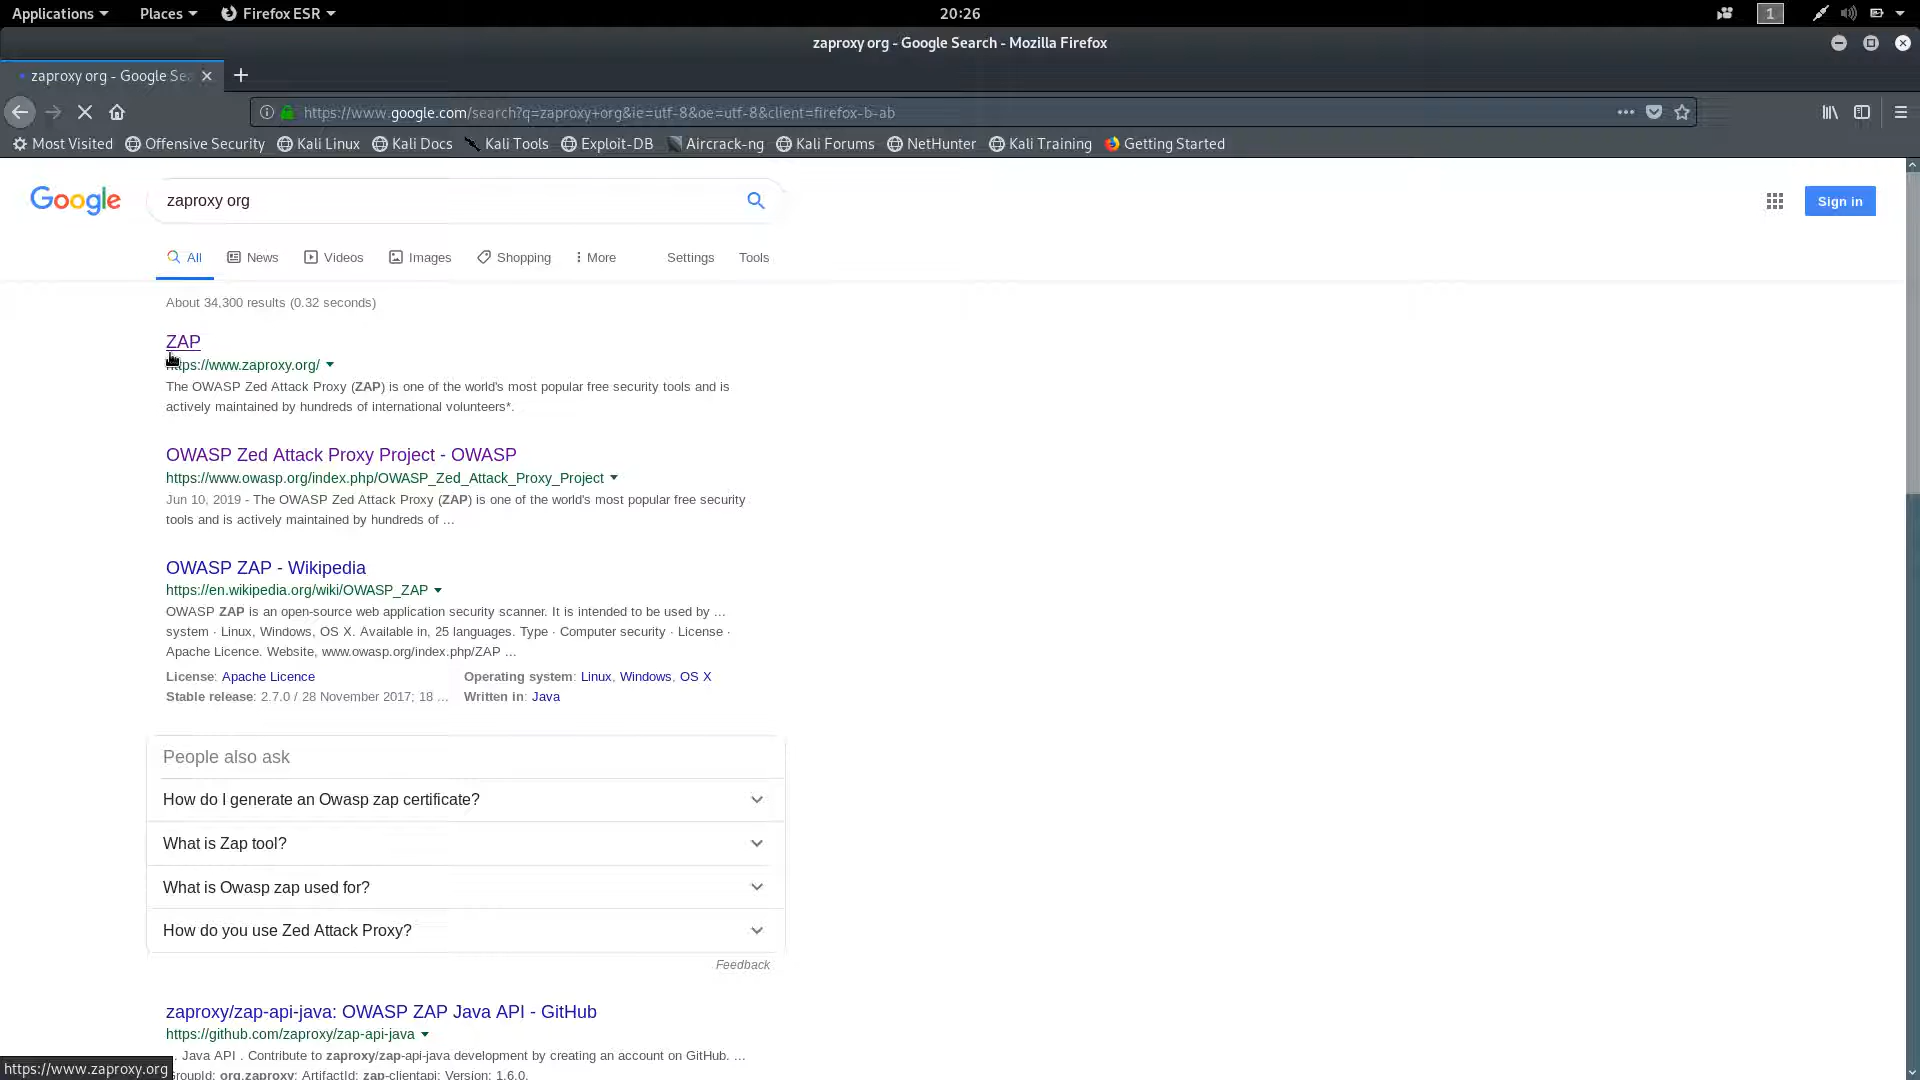 Applications Places Firefox ESR 20:26 1
zaproxy org - Google Search - Mozilla Firefox
zaproxy org - Google Sea
https://www.google.com/search?q=zaproxy+org&ie=utf-8&oe=utf-8&client=firefox-b-ab
Most Visited Offensive Security Kali Linux Kali Docs Kali Tools Exploit-DB Aircrack-ng Kali Forums NetHunter Kali Training Getting Started
Google zaproxy org Sign in
All News Videos Images Shopping More Settings Tools
About 34,300 results (0.32 seconds)
ZAP
https://www.zaproxy.org/
The OWASP Zed Attack Proxy (ZAP) is one of the world's most popular free security tools and is
actively maintained by hundreds of international volunteers*.
OWASP Zed Attack Proxy Project - OWASP
https://www.owasp.org/index.php/OWASP_Zed_Attack_Proxy_Project
Jun 10, 2019 - The OWASP Zed Attack Proxy (ZAP) is one of the world's most popular free security
tools and is actively maintained by hundreds of ...
OWASP ZAP - Wikipedia
https://en.wikipedia.org/wiki/OWASP_ZAP
OWASP ZAP is an open-source web application security scanner. It is intended to be used by ...
system · Linux, Windows, OS X. Available in, 25 languages. Type · Computer security · License ·
Apache Licence. Website, www.owasp.org/index.php/ZAP ...
License: Apache Licence Operating system: Linux, Windows, OS X
Stable release: 2.7.0 / 28 November 2017; 18 ... Written in: Java
People also ask
How do I generate an Owasp zap certificate?
What is Zap tool?
What is Owasp zap used for?
How do you use Zed Attack Proxy?
Feedback
zaproxy/zap-api-java: OWASP ZAP Java API - GitHub
https://github.com/zaproxy/zap-api-java
. Java API . Contribute to zaproxy/zap-api-java development by creating an account on GitHub. ...
https://www.zaproxy.org
GroupId: org.zaproxy; ArtifactId: zap-clientapi; Version: 1.6.0.